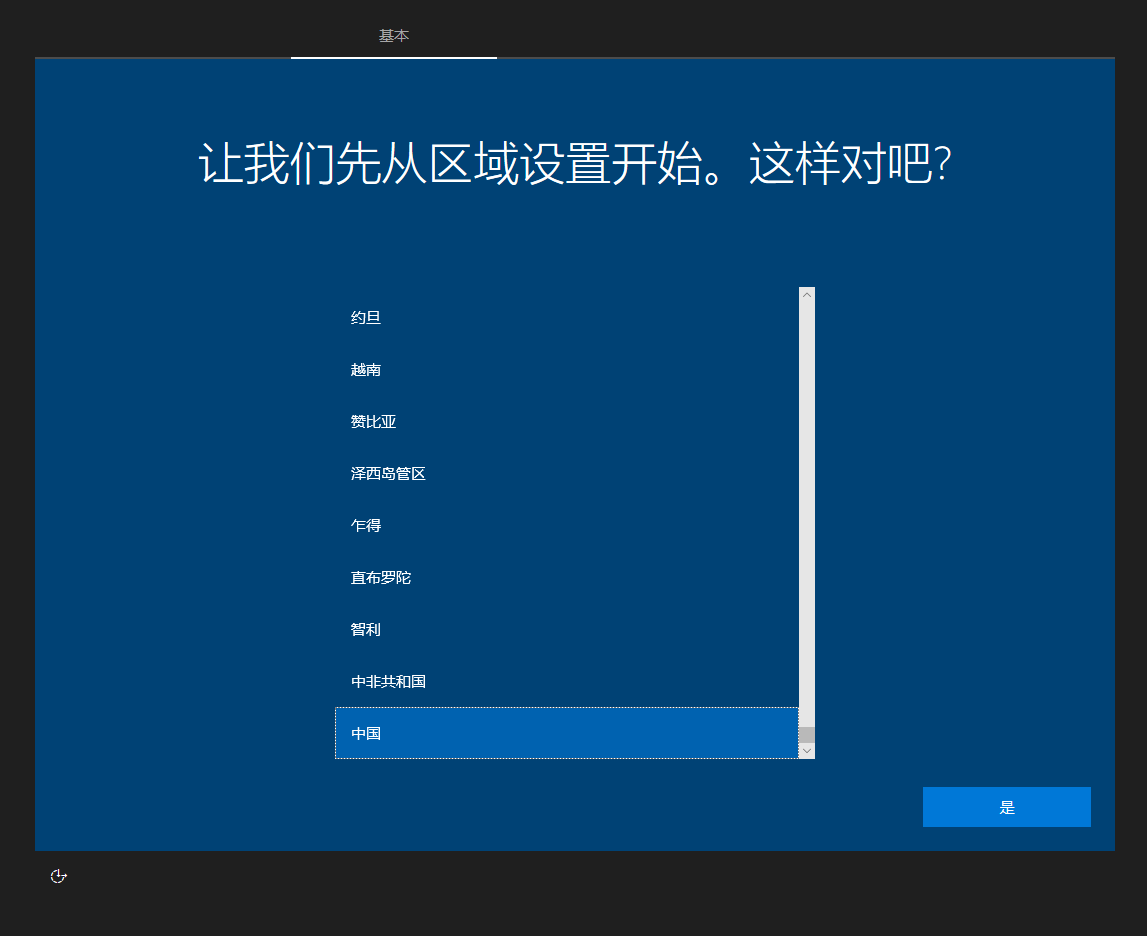 基本
让我们先从区域设置开始。这样对吧?
约旦
越南
赞比亚
泽西岛管区
乍得
直布罗陀
智利
中非共和国
中国
是